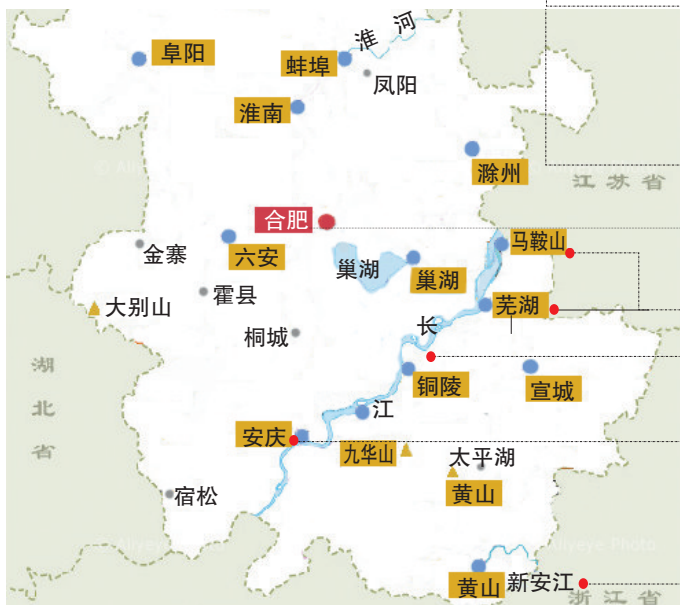 淮河
阜阳
蚌埠
凤阳
淮南
滁州
江苏省
合肥
马鞍山
金寨
六安
巢湖
巢湖
霍县
大别山
芜湖
长
桐城
湖北省
铜陵
宣城
江
安庆
九华山
太平湖
黄山
宿松
黄山
新安江
浙江省